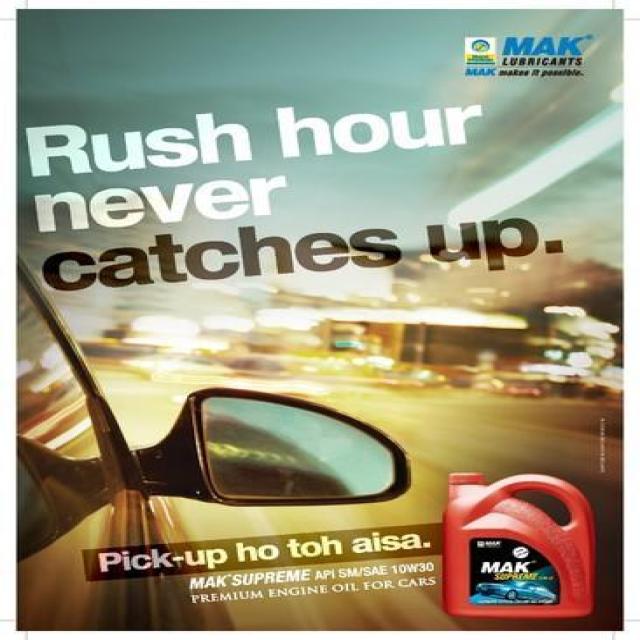 MAK
LUBRICANTS
MAK makes it possible.
Rush hour
never
catches up.
Pick-up ho toh aisa.
MAK SUPREME API SM/SAE 10W30
PREMIUM ENGINE OIL FOR CARS
MAK
MAK
SUPREME